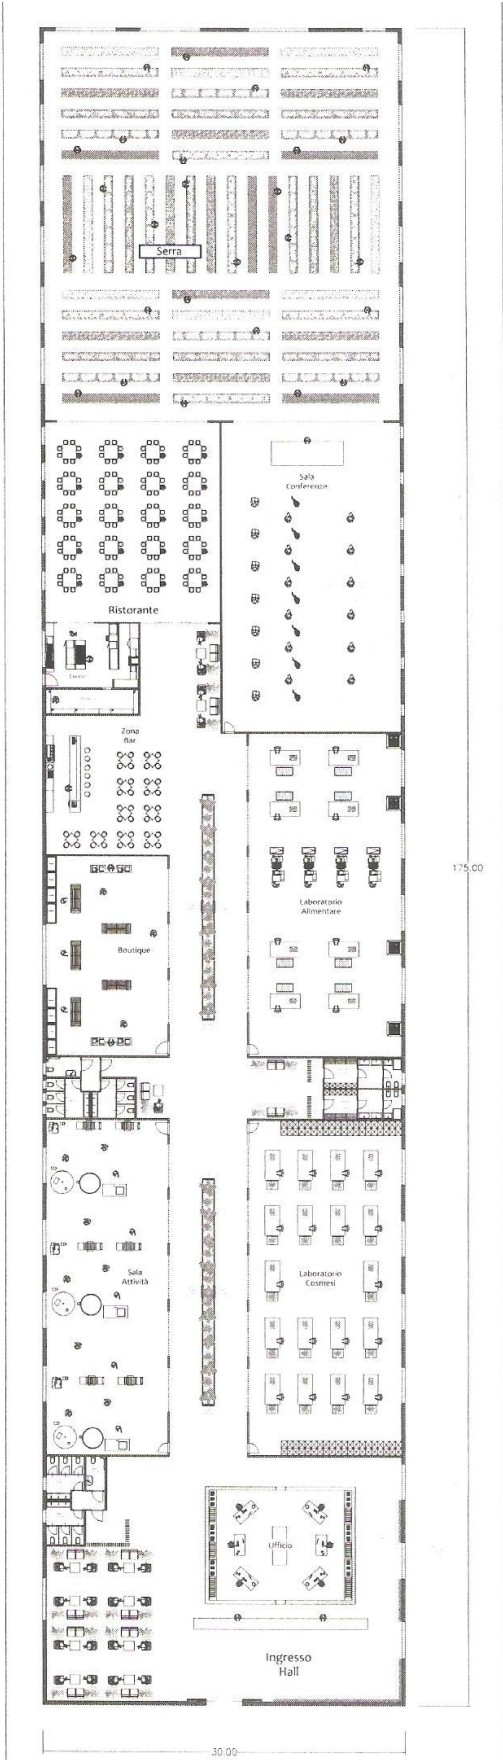 Serra
Sala
Conferenze
Ristorante
Zona
Bar
175.00
Laboratorio
Alimentare
Boutique
Sala
Attività
Laboratorio
Cosmesi
Ufficio
Ingresso
Hall
30.00